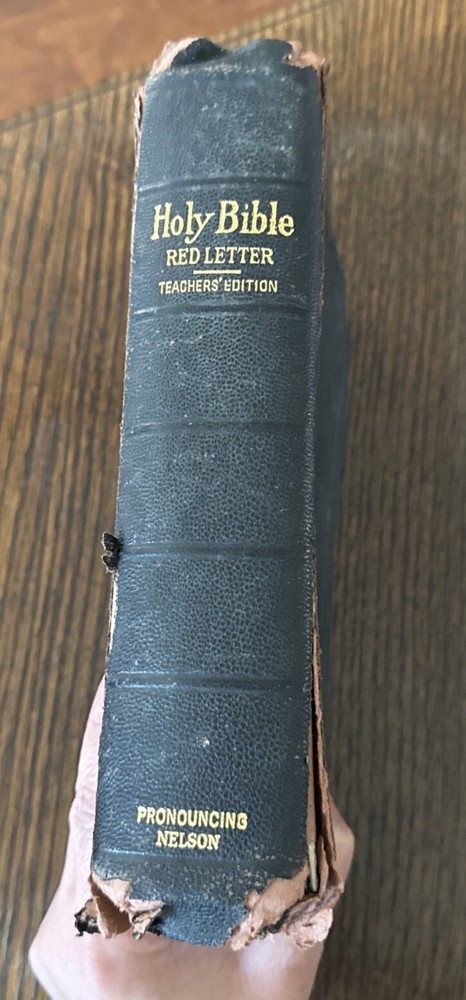 Holy Bible
RED LETTER
TEACHERS' EDITION
PRONOUNCING
NELSON